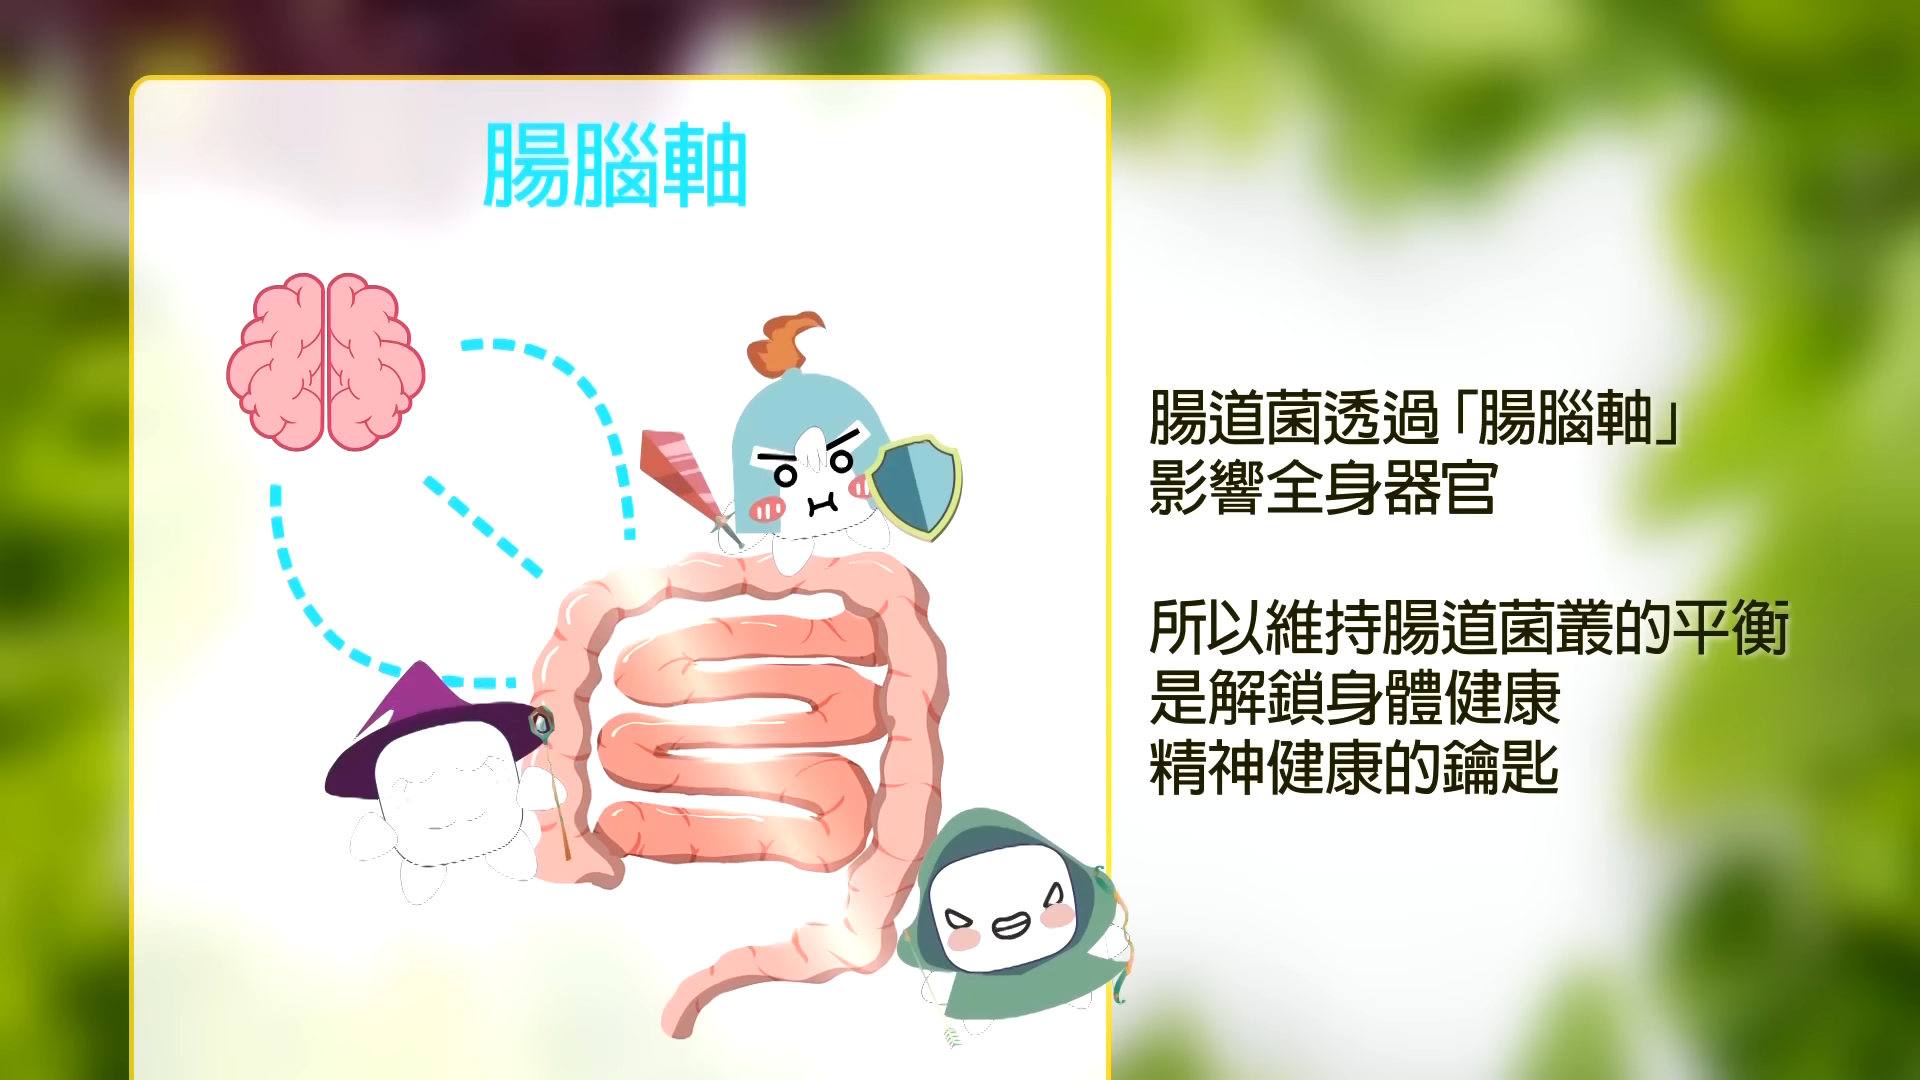 腸腦軸
腸道菌透過「腸腦軸」
影響全身器官
所以維持腸道菌叢的平衡
是解鎖身體健康
精神健康的鑰匙